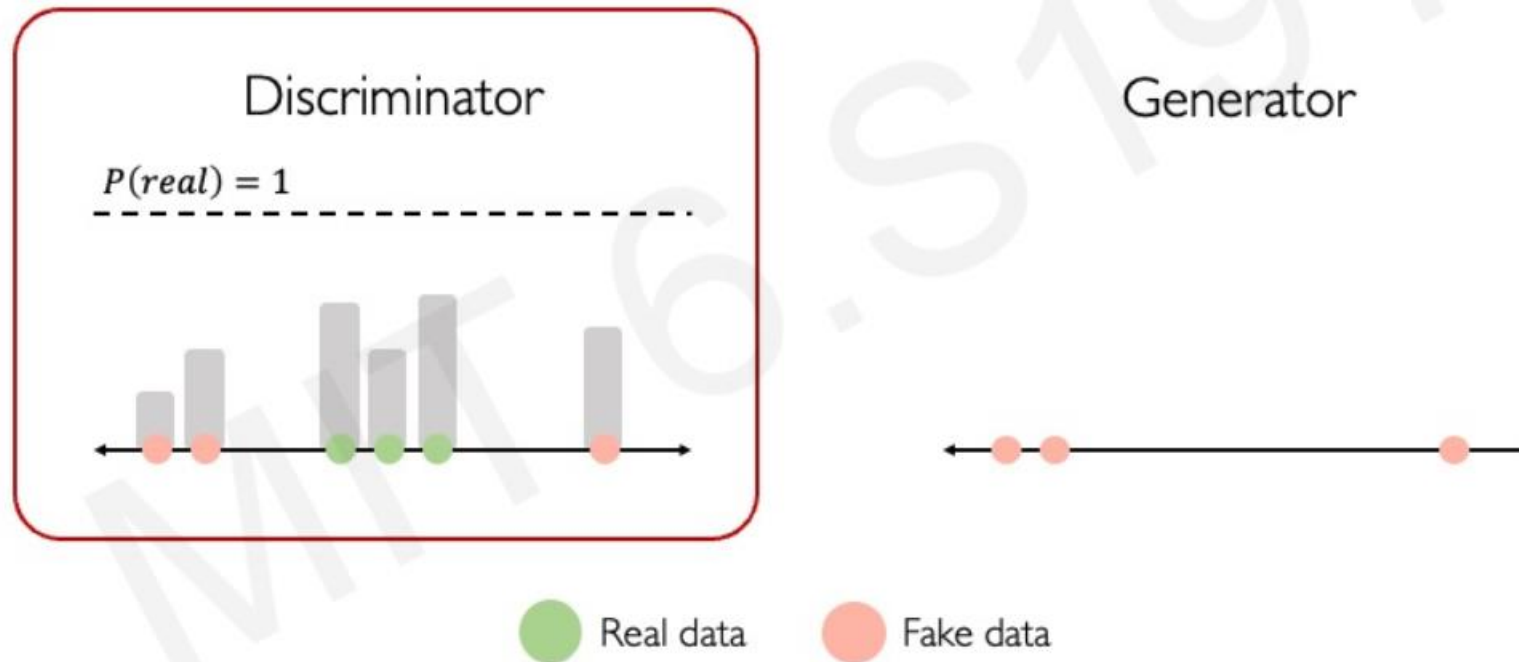 Discriminator
P(real) = 1
Generator
Real data
Fake data
MIT 6.S19